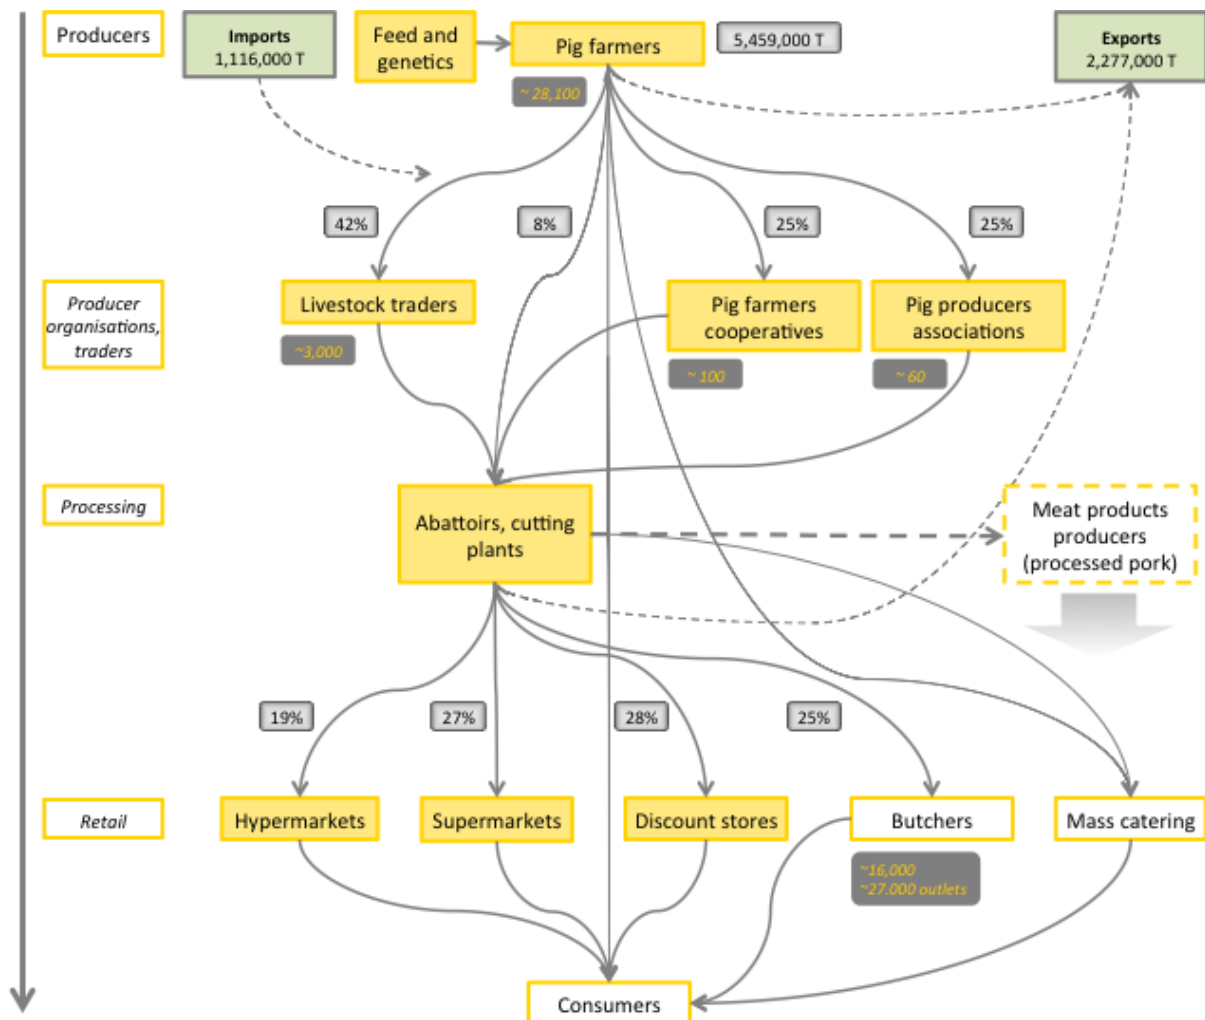 Producers
Imports
1,116,000 T
Feed and
genetics
Pig farmers
5,459,000 T
Exports
2,277,000 T
~ 28,100
42%
8%
25%
25%
Producer
organisations,
traders
Livestock traders
Pig farmers
cooperatives
Pig producers
associations
~3,000
~ 100
~ 60
Processing
Abattoirs, cutting
plants
Meat products
producers
(processed pork)
19%
27%
28%
25%
Retail
Hypermarkets
Supermarkets
Discount stores
Butchers
Mass catering
~16,000
~27.000 outlets
Consumers